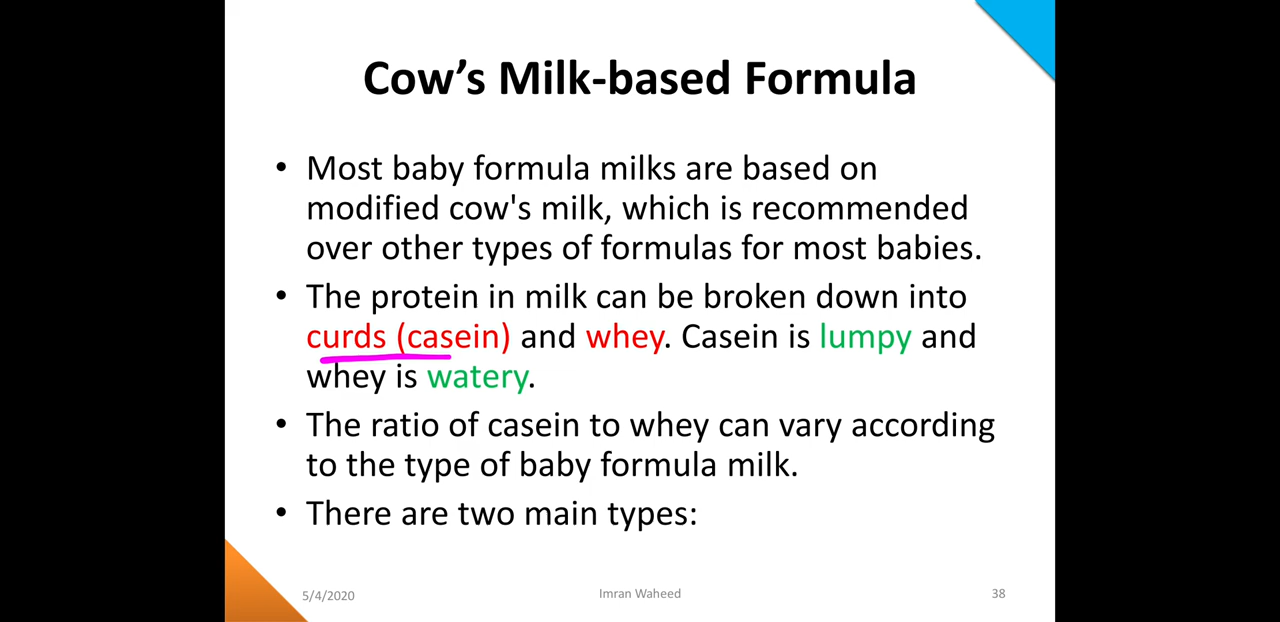 Cow’s Milk-based Formula
• Most baby formula milks are based on
modified cow's milk, which is recommended
over other types of formulas for most babies.
• The protein in milk can be broken down into
curds (casein) and whey. Casein is lumpy and
whey is watery.
• The ratio of casein to whey can vary according
to the type of baby formula milk.
• There are two main types:
5/4/2020
Imran Waheed
38